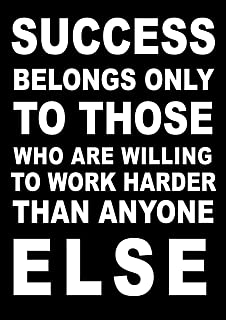 SUCCESS
BELONGS ONLY
TO THOSE
WHO ARE WILLING
TO WORK HARDER
THAN ANYONE
ELSE